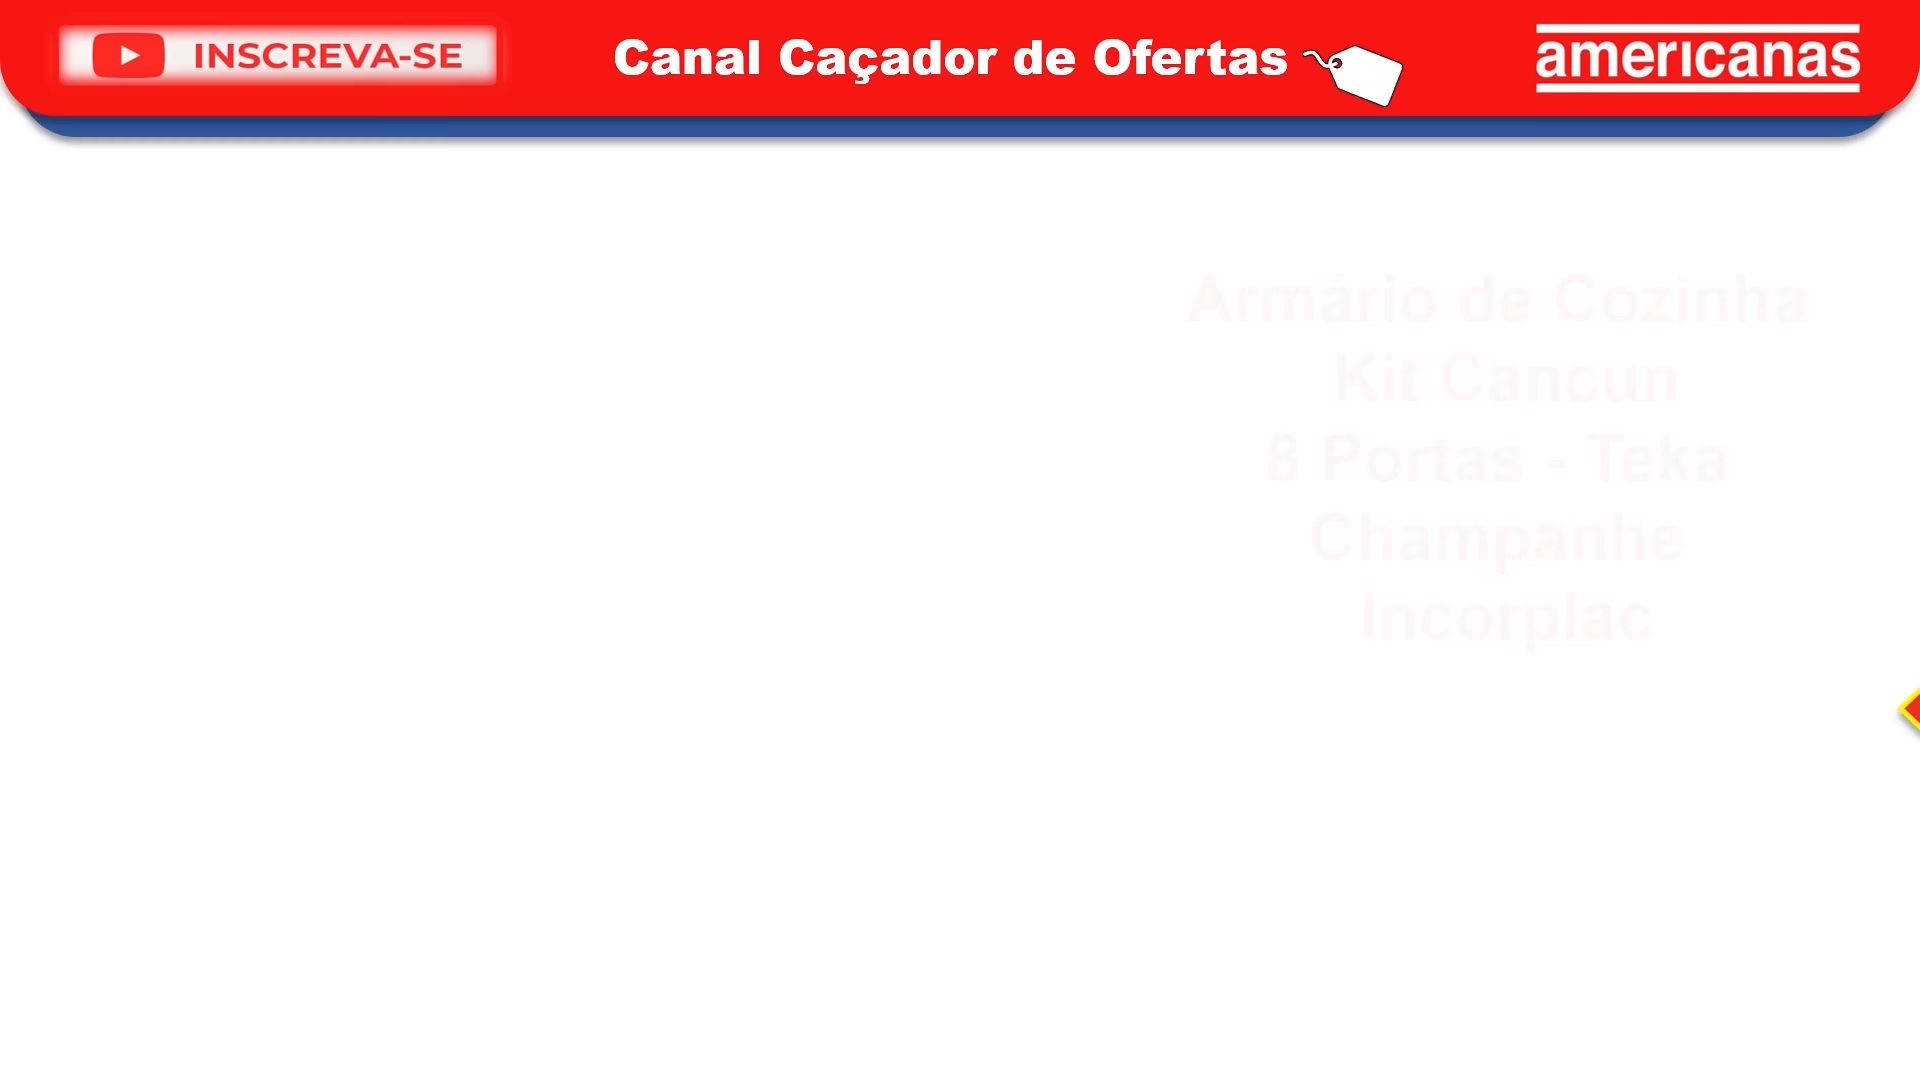 INSCREVA-SE
Canal Caçador de Ofertas
americanas
Armário de Cozinha
Kit Cancun
8 Portas - Teka
Champanhe
Incorplac